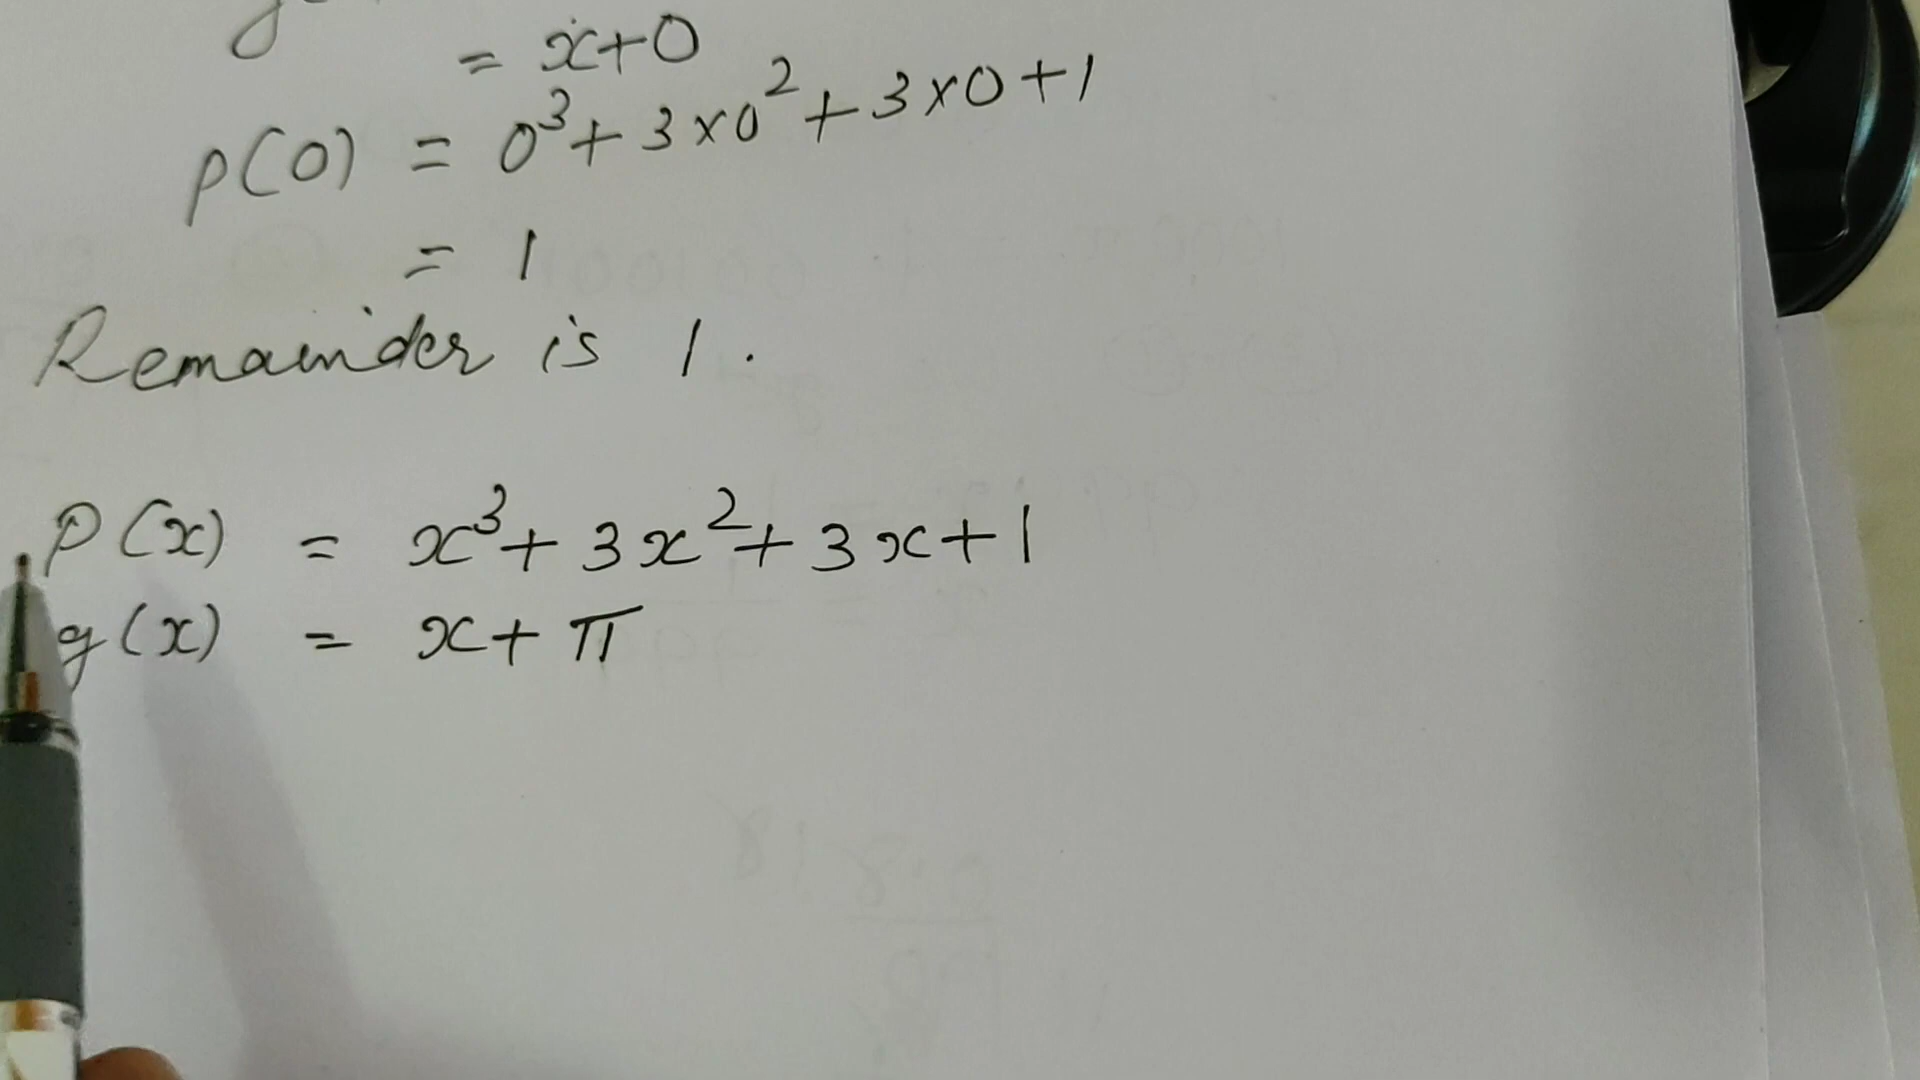 = x+0
p(0) = 0³+ 3×0²+ 3×0+1
= 1
Remainder is 1.
P(x) = x³+ 3x²+ 3x+1
g(x) = x+ π